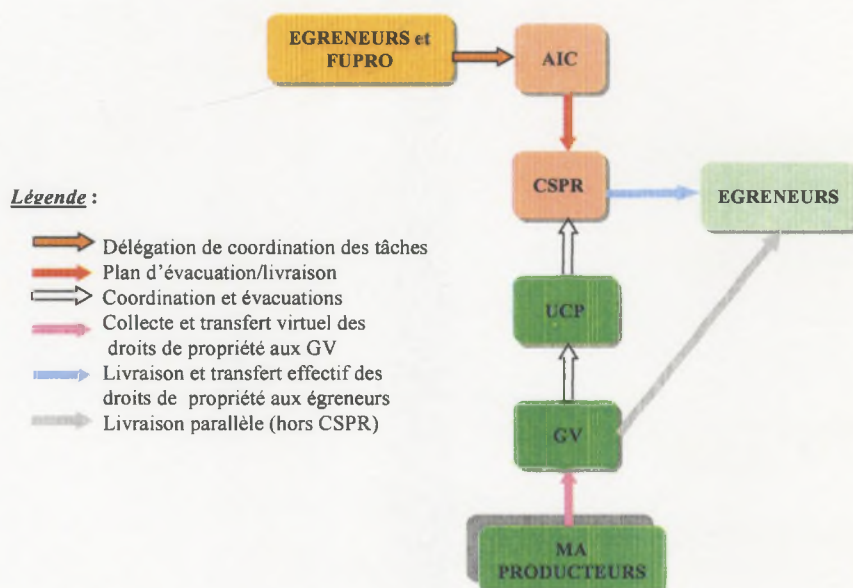 EGRENEURS et
FUPRO
AIC
CSPR
EGRENEURS
Légende :
Délégation de coordination des tâches
Plan d'évacuation/livraison
Coordination et évacuations
Collecte et transfert virtuel des
droits de propriété aux GV
Livraison et transfert effectif des
droits de propriété aux égreneurs
Livraison parallèle (hors CSPR)
UCP
GV
MA
PRODUCTEURS